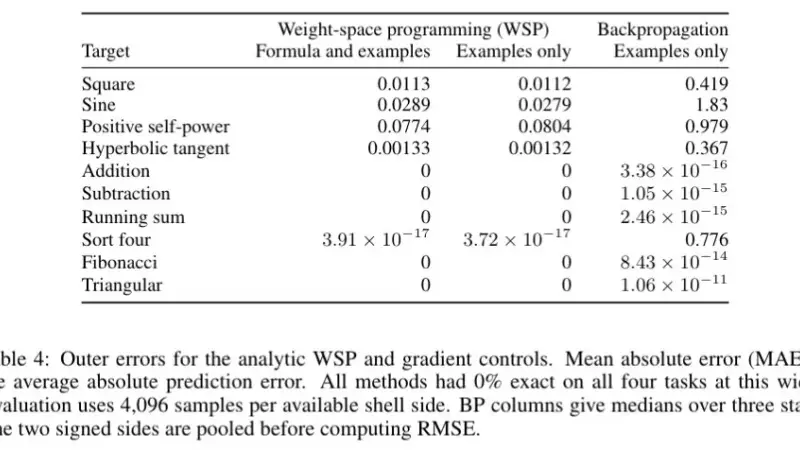 Weight-space programming (WSP) Backpropagation
Target Formula and examples Examples only Examples only
Square 0.0113 0.0112 0.419
Sine 0.0289 0.0279 1.83
Positive self-power 0.0774 0.0804 0.979
Hyperbolic tangent 0.00133 0.00132 0.367
Addition 0 0 3.38 × 10⁻¹⁶
Subtraction 0 0 1.05 × 10⁻¹⁵
Running sum 0 0 2.46 × 10⁻¹⁵
Sort four 3.91 × 10⁻¹⁷ 3.72 × 10⁻¹⁷ 0.776
Fibonacci 0 0 8.43 × 10⁻¹⁴
Triangular 0 0 1.06 × 10⁻¹¹
ble 4: Outer errors for the analytic WSP and gradient controls. Mean absolute error (MAE
e average absolute prediction error. All methods had 0% exact on all four tasks at this wid
valuation uses 4,096 samples per available shell side. BP columns give medians over three sta
ne two signed sides are pooled before computing RMSE.